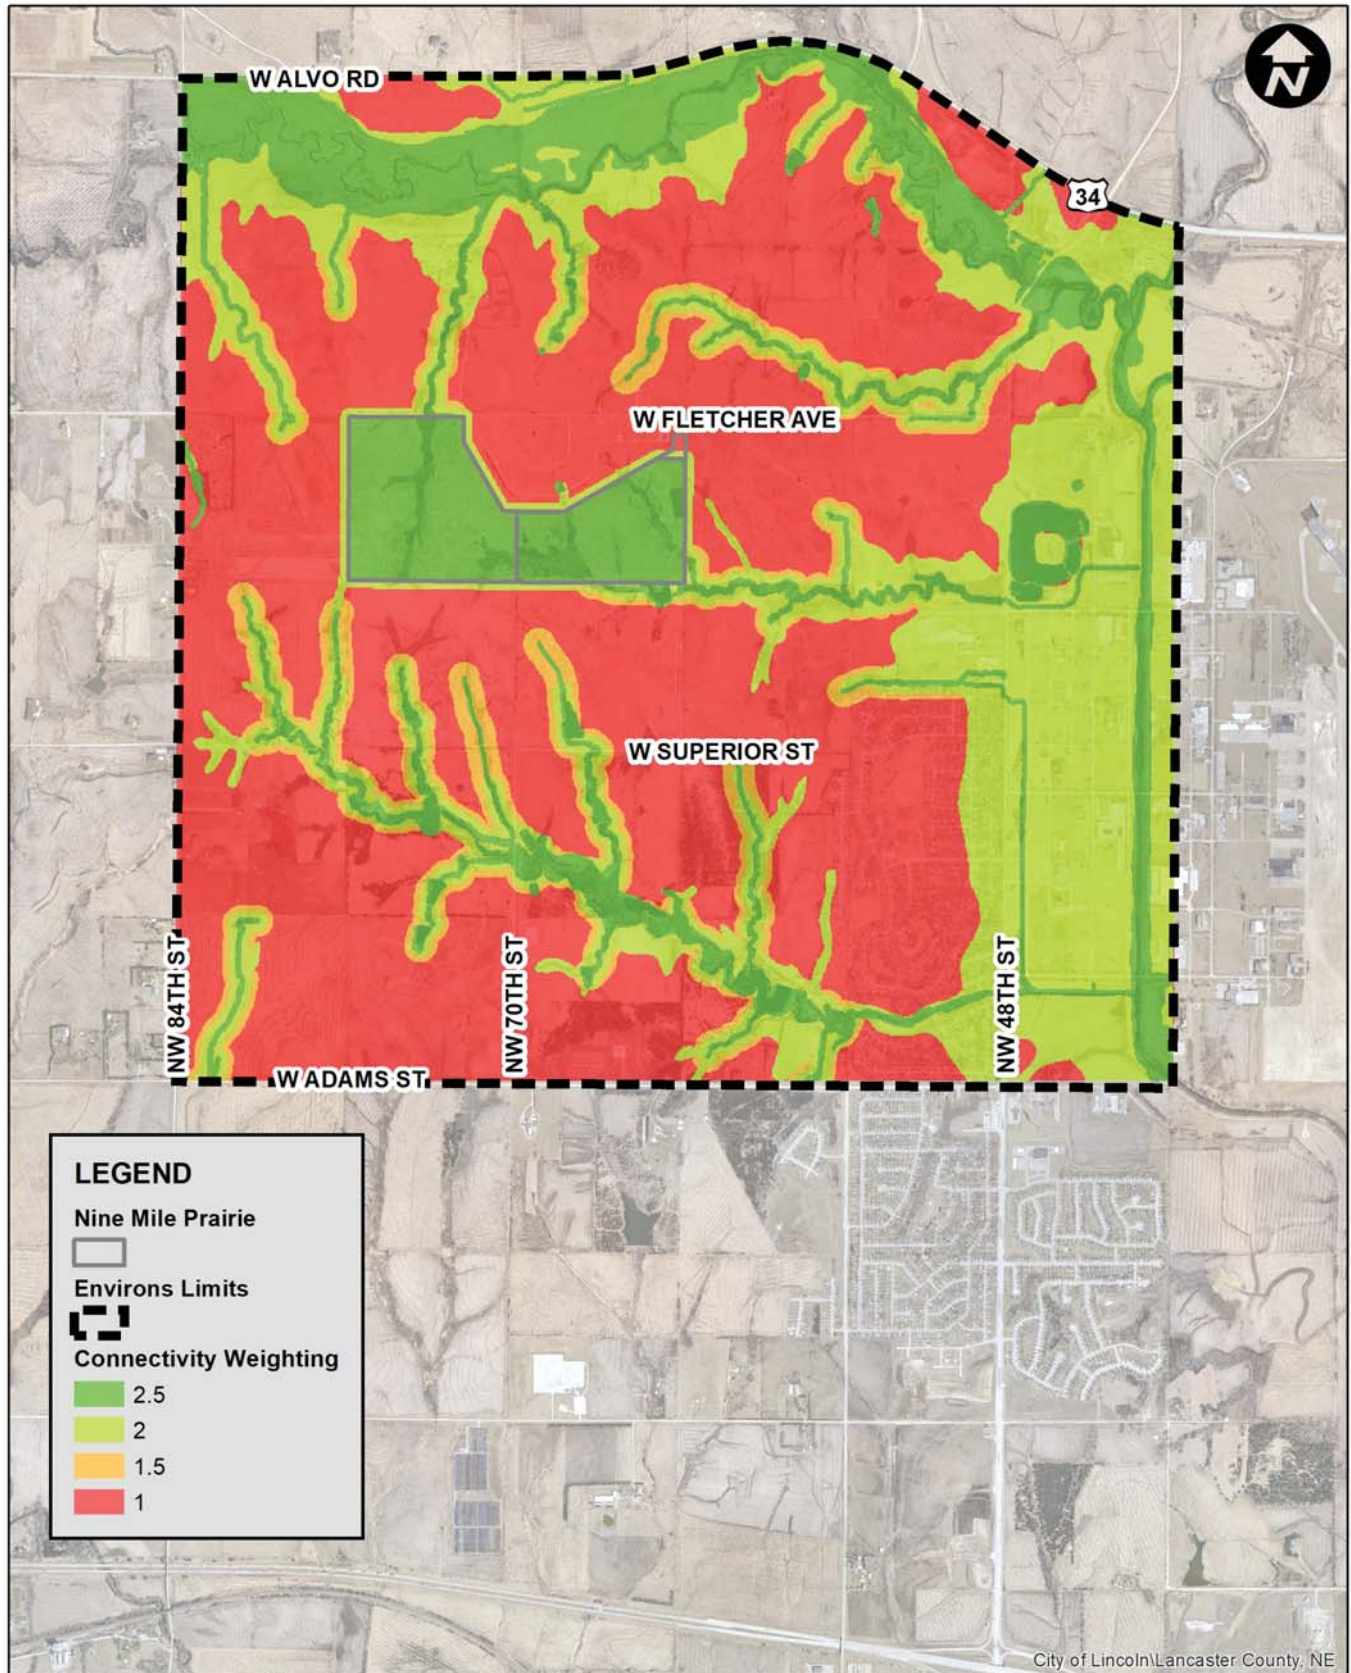 N
W ALVO RD
34
W FLETCHER AVE
W SUPERIOR ST
NW 84TH ST
NW 70TH ST
NW 48TH ST
W ADAMS ST
LEGEND
Nine Mile Prairie
Environs Limits
Connectivity Weighting
2.5
2
1.5
1
City of Lincoln\Lancaster County, NE